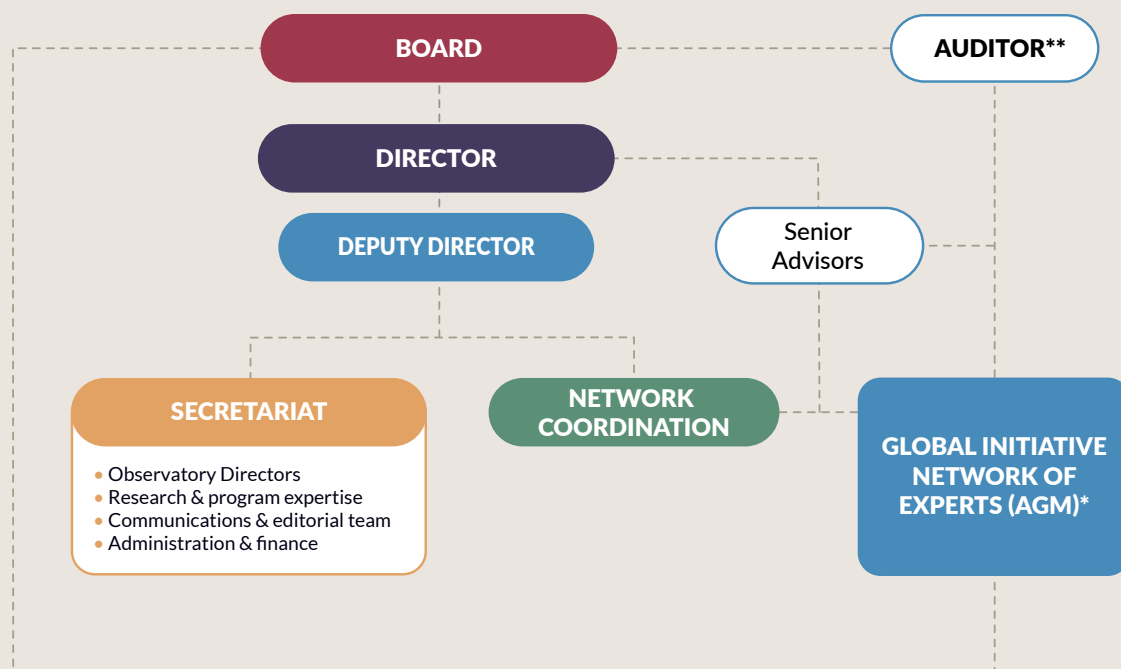 BOARD
AUDITOR**
DIRECTOR
DEPUTY DIRECTOR
Senior
Advisors
SECRETARIAT
• Observatory Directors
• Research & program expertise
• Communications & editorial team
• Administration & finance
NETWORK
COORDINATION
GLOBAL INITIATIVE
NETWORK OF
EXPERTS (AGM)*